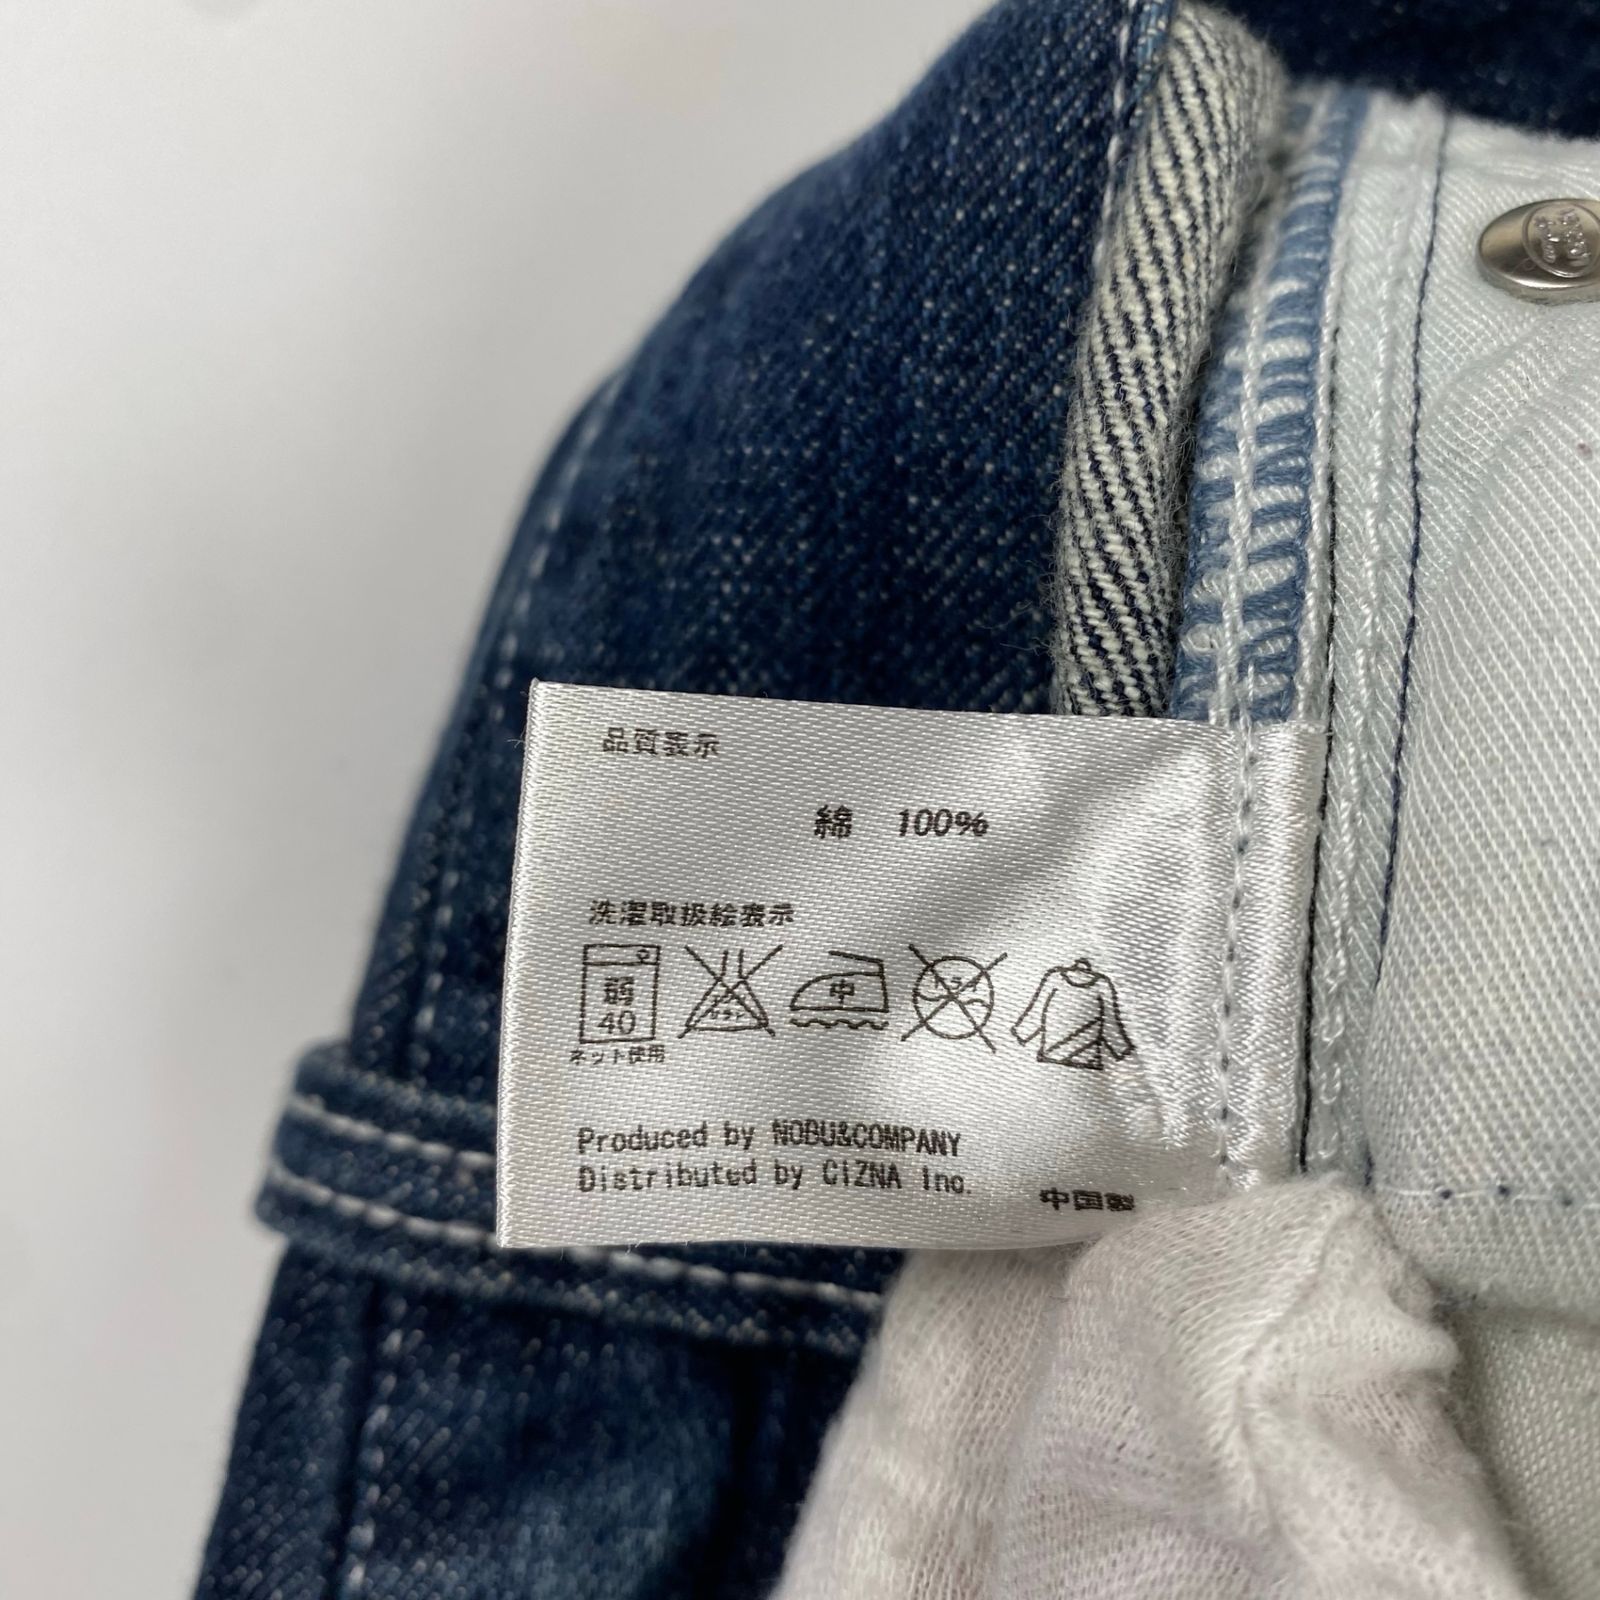 品質表示
綿 100%
洗濯取扱絵表示
弱
40
中
ネット使用
Produced by NOBU&COMPANY
Distributed by CIZNA Inc.
中国製